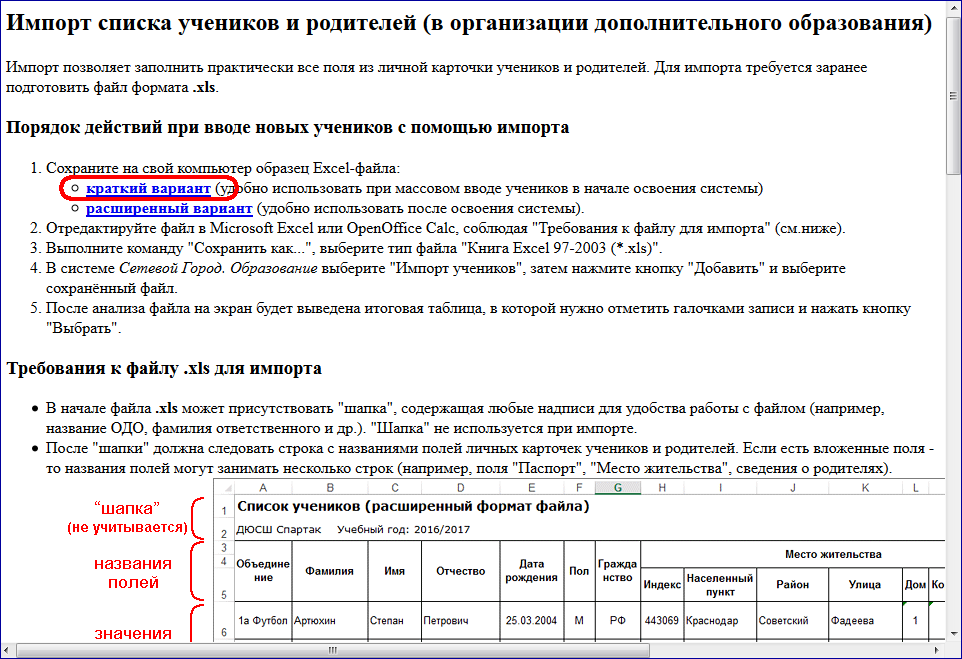 Импорт списка учеников и родителей (в организации дополнительного образования)
Импорт позволяет заполнить практически все поля из личной карточки учеников и родителей. Для импорта требуется заранее
подготовить файл формата .xls.
Порядок действий при вводе новых учеников с помощью импорта
1. Сохраните на свой компьютер образец Excel-файла:
краткий вариант (удобно использовать при массовом вводе учеников в начале освоения системы)
расширенный вариант (удобно использовать после освоения системы).
2. Отредактируйте файл в Microsoft Excel или OpenOffice Calc, соблюдая "Требования к файлу для импорта" (см.ниже).
3. Выполните команду "Сохранить как...", выберите тип файла "Книга Excel 97-2003 (*.xls)".
4. В системе Сетевой Город. Образование выберите "Импорт учеников", затем нажмите кнопку "Добавить" и выберите
сохранённый файл.
5. После анализа файла на экран будет выведена итоговая таблица, в которой нужно отметить галочками записи и нажать кнопку
"Выбрать".
Требования к файлу .xls для импорта
В начале файла .xls может присутствовать "шапка", содержащая любые надписи для удобства работы с файлом (например,
название ОДО, фамилия ответственного и др.). "Шапка" не используется при импорте.
После "шапки" должна следовать строка с названиями полей личных карточек учеников и родителей. Если есть вложенные поля -
то названия полей могут занимать несколько строк (например, поля "Паспорт", "Место жительства", сведения о родителях).
A B C D E F G H I J K L
“шапка”
(не учитывается)
1 Список учеников (расширенный формат файла)
2 ДЮСШ Спартак Учебный год: 2016/2017
названия
полей
3
4
5
Объедине
ние
Фамилия
Имя
Отчество
Дата
рождения
Пол
Гражда
нство
Место жительства
Индекс
Населенный
пункт
Район
Улица
Дом
Ко
значения
6 1а Футбол Артюхин Степан Петрович 25.03.2004 М РФ 443069 Краснодар Советский Фадеева 1